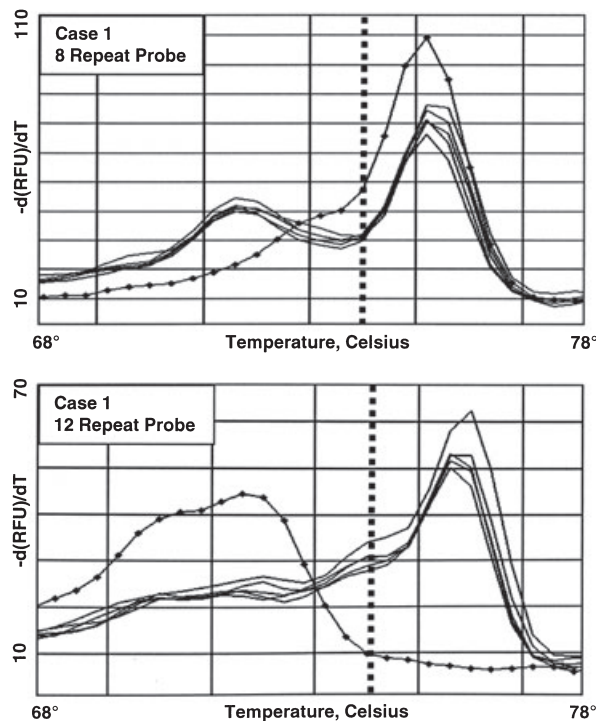 110
Case 1
8 Repeat Probe
-d(RFU)/dT
10
68°
Temperature, Celsius
78°
70
Case 1
12 Repeat Probe
-d(RFU)/dT
10
68°
Temperature, Celsius
78°